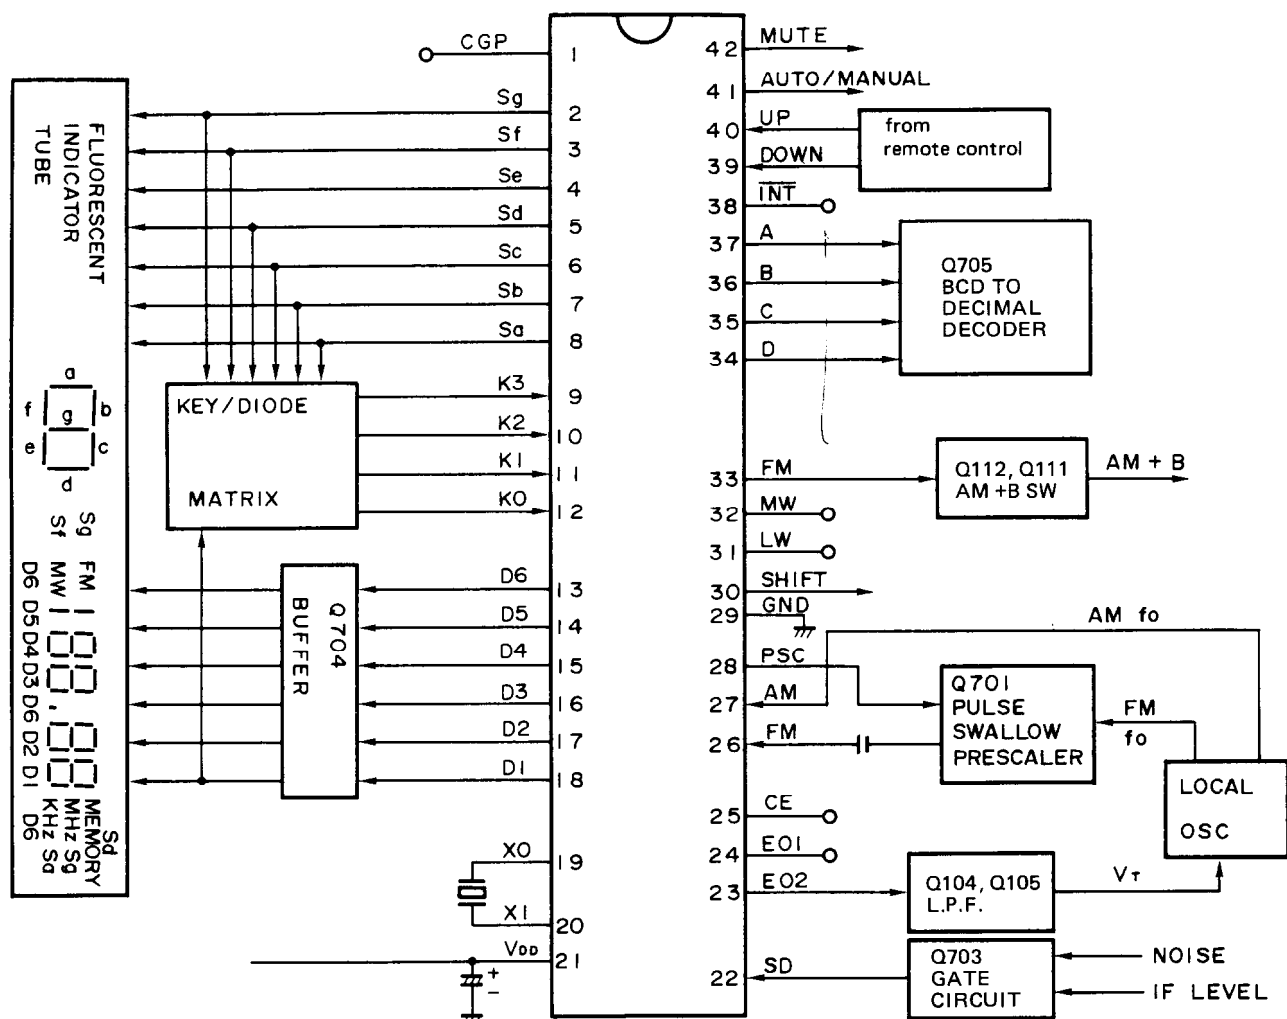 CGP
1
Sg
2
Sf
3
Se
4
Sd
5
Sc
6
Sb
7
Sa
8
K3
9
K2
10
K1
11
K0
12
D6
13
D5
14
D4
15
D3
16
D2
17
D1
18
X0
19
X1
20
VDD
21
+
-
FLUORESCENT
INDICATOR
TUBE
a
f
g
b
e
c
d
Sg
Sf
FM
MW
D6 D5 D4 D3 D6 D2 D1
Sd
MEMORY
MHz Sg
KHz Sa
D6
KEY/DIODE
MATRIX
Q704
BUFFER
42
MUTE
41
AUTO/MANUAL
40
UP
39
DOWN
from
remote control
38
INT
37
A
36
B
35
C
34
D
Q705
BCD TO
DECIMAL
DECODER
33
FM
Q112, Q111
AM +B SW
AM + B
32
MW
31
LW
30
SHIFT
29
GND
28
PSC
27
AM
26
FM
AM fo
Q701
PULSE
SWALLOW
PRESCALER
FM
fo
LOCAL
OSC
25
CE
24
EO1
23
EO2
Q104, Q105
L.P.F.
VT
22
SD
Q703
GATE
CIRCUIT
NOISE
IF LEVEL